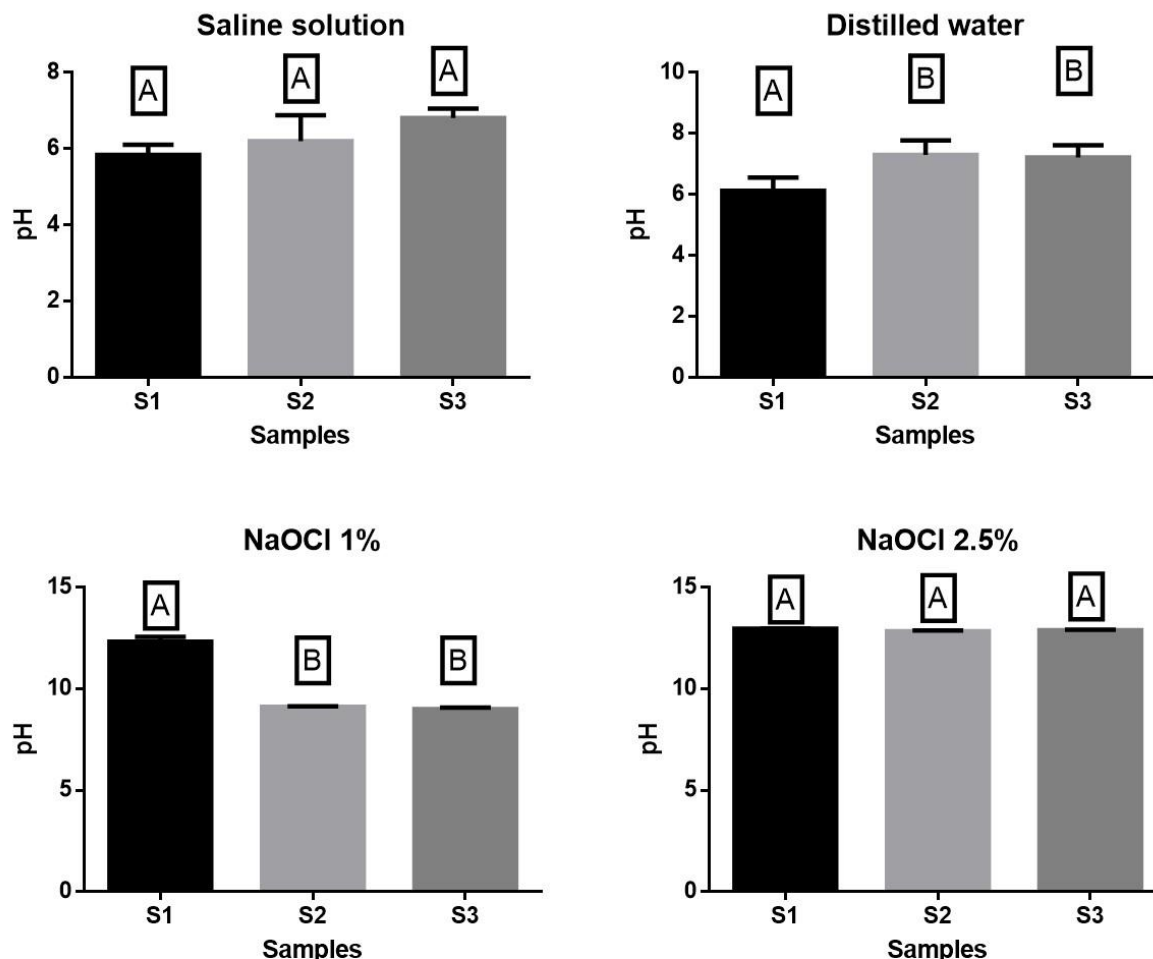 Saline solution
A
A
A
8
6
4
2
0
pH
S1
S2
S3
Samples
Distilled water
A
B
B
10
8
6
4
2
0
pH
S1
S2
S3
Samples
NaOCl 1%
A
B
B
15
10
5
0
pH
S1
S2
S3
Samples
NaOCl 2.5%
A
A
A
15
10
5
0
pH
S1
S2
S3
Samples